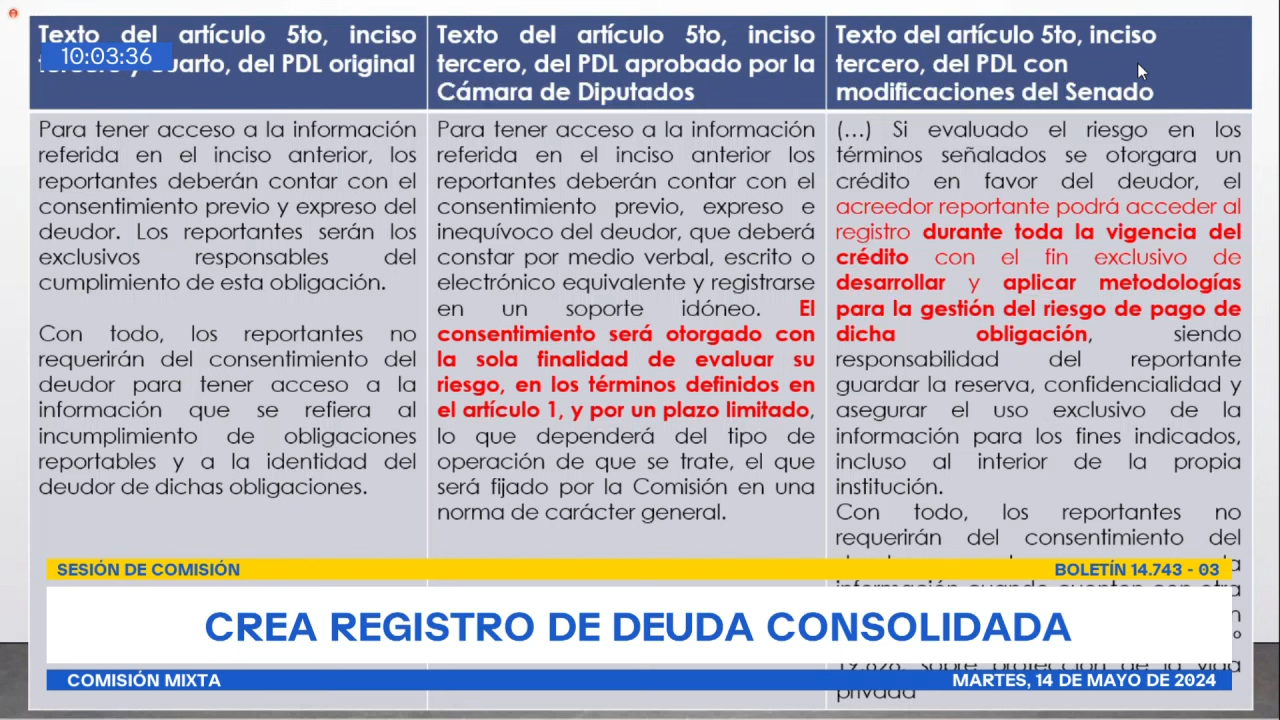 Texto del artículo 5to, inciso
10:03:36
cuarto, del PDL original
Para tener acceso a la información
referida en el inciso anterior, los
reportantes deberán contar con el
consentimiento previo y expreso del
deudor. Los reportantes serán los
exclusivos responsables del
cumplimiento de esta obligación.
Con todo, los reportantes no
requerirán del consentimiento del
deudor para tener acceso a la
información que se refiera al
incumplimiento de obligaciones
reportables y a la identidad del
deudor de dichas obligaciones.
Texto del artículo 5to, inciso
tercero, del PDL aprobado por la
Cámara de Diputados
Para tener acceso a la información
referida en el inciso anterior los
reportantes deberán contar con el
consentimiento previo, expreso e
inequívoco del deudor, que deberá
constar por medio verbal, escrito o
electrónico equivalente y registrarse
en un soporte idóneo. El
consentimiento será otorgado con
la sola finalidad de evaluar su
riesgo, en los términos definidos en
el artículo 1, y por un plazo limitado,
lo que dependerá del tipo de
operación de que se trate, el que
será fijado por la Comisión en una
norma de carácter general.
Texto del artículo 5to, inciso
tercero, del PDL con
modificaciones del Senado
(...) Si evaluado el riesgo en los
términos señalados se otorgara un
crédito en favor del deudor, el
acreedor reportante podrá acceder al
registro durante toda la vigencia del
crédito con el fin exclusivo de
desarrollar y aplicar metodologías
para la gestión del riesgo de pago de
dicha obligación, siendo
responsabilidad del reportante
guardar la reserva, confidencialidad y
asegurar el uso exclusivo de la
información para los fines indicados,
incluso al interior de la propia
institución.
Con todo, los reportantes no
requerirán del consentimiento del
privada
SESIÓN DE COMISIÓN
BOLETÍN 14.743 - 03
CREA REGISTRO DE DEUDA CONSOLIDADA
COMISIÓN MIXTA
MARTES, 14 DE MAYO DE 2024